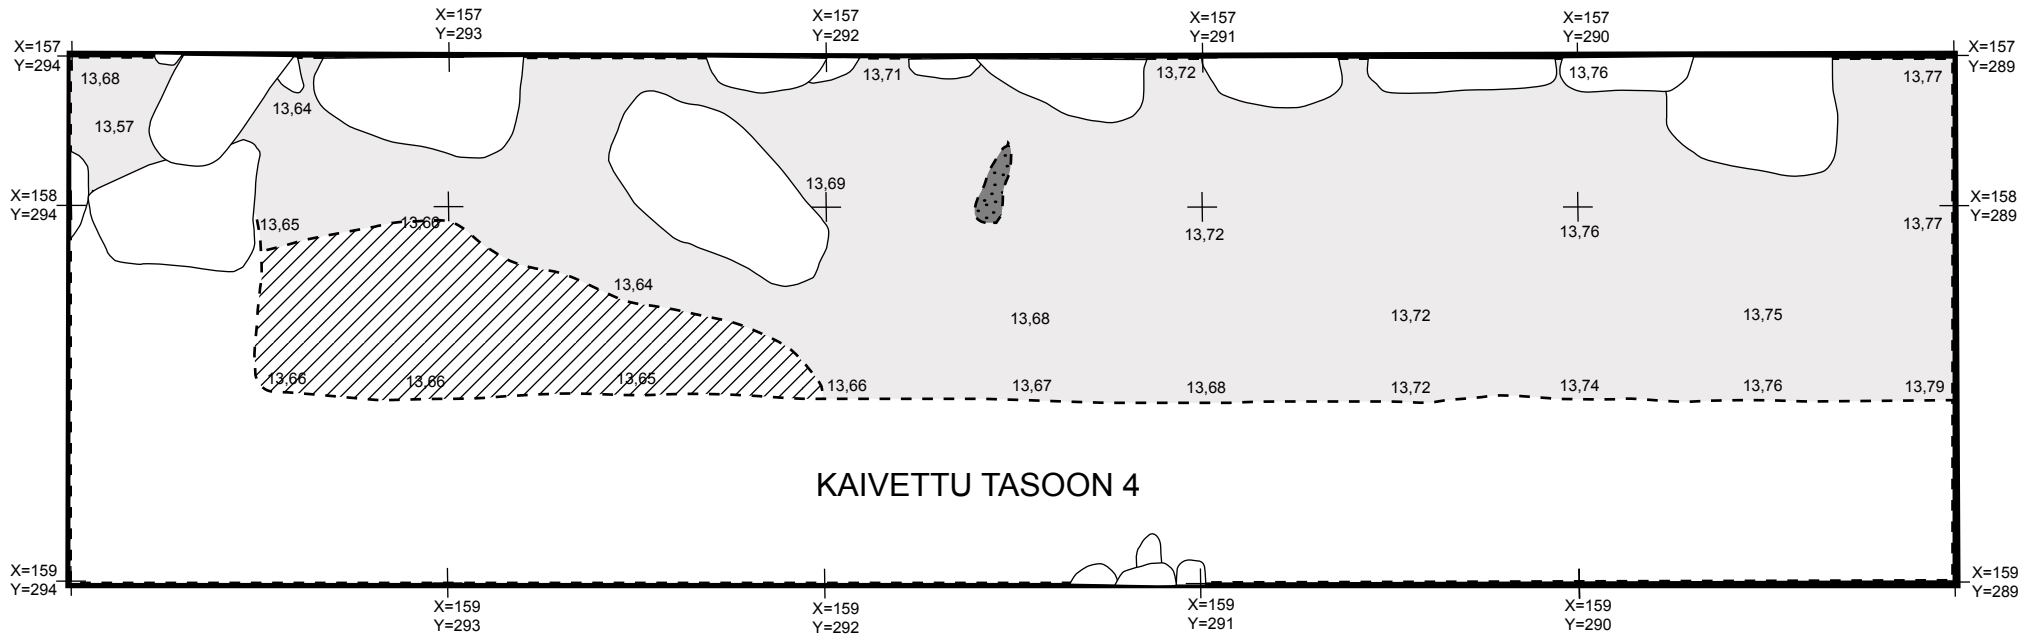 X=157
Y=293
X=157
Y=292
X=157
Y=291
X=157
Y=290
X=157
Y=294
X=157
Y=289
13,68
13,71
13,72
13,76
13,77
13,64
13,57
13,69
X=158
Y=294
X=158
Y=289
13,65
13,66
13,72
13,76
13,77
13,64
13,68
13,72
13,75
13,66
13,66
13,65
13,66
13,67
13,68
13,72
13,74
13,76
13,79
KAIVETTU TASOON 4
X=159
Y=294
X=159
Y=289
X=159
Y=293
X=159
Y=292
X=159
Y=291
X=159
Y=290